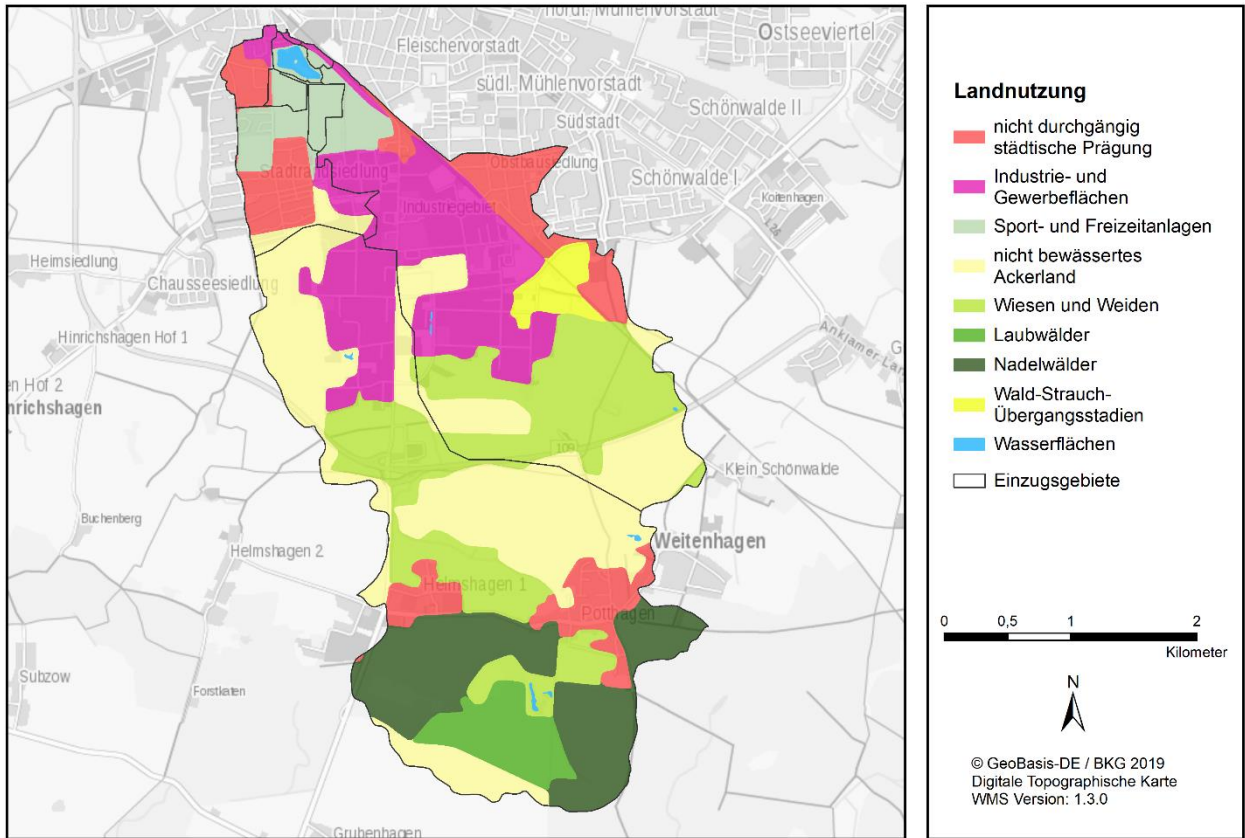 nördl. Mühlenvorstadt
Ostseeviertel
Fleischervorstadt
südl. Mühlenvorstadt
Schönwalde II
Südstadt
Obstbausiedlung
Stadtrandsiedlung
Schönwalde I
Koitenhagen
L 26
Industriegebiet
Heimsiedlung
Chausseesiedlung
Hinrichshagen Hof 1
Anklamer-Lan
G
en Hof 2
inrichshagen
109
Klein Schönwalde
Buchenberg
Weitenhagen
Helmshagen 2
Helmshagen 1
Potthagen
Subzow
Forstkaten
Grubenhagen
Landnutzung
nicht durchgängig
städtische Prägung
Industrie- und
Gewerbeflächen
Sport- und Freizeitanlagen
nicht bewässertes
Ackerland
Wiesen und Weiden
Laubwälder
Nadelwälder
Wald-Strauch-
Übergangsstadien
Wasserflächen
Einzugsgebiete
0 0,5 1 2
Kilometer
N
© GeoBasis-DE / BKG 2019
Digitale Topographische Karte
WMS Version: 1.3.0